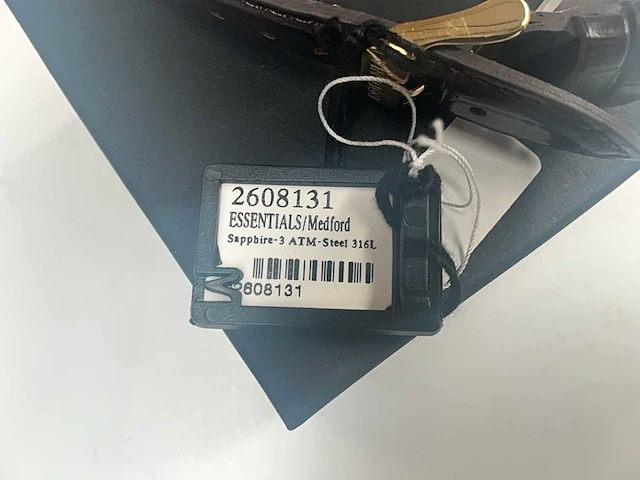 2608131
ESSENTIALS/Medford
Sapphire-3 ATM-Steel 316L
M
2608131